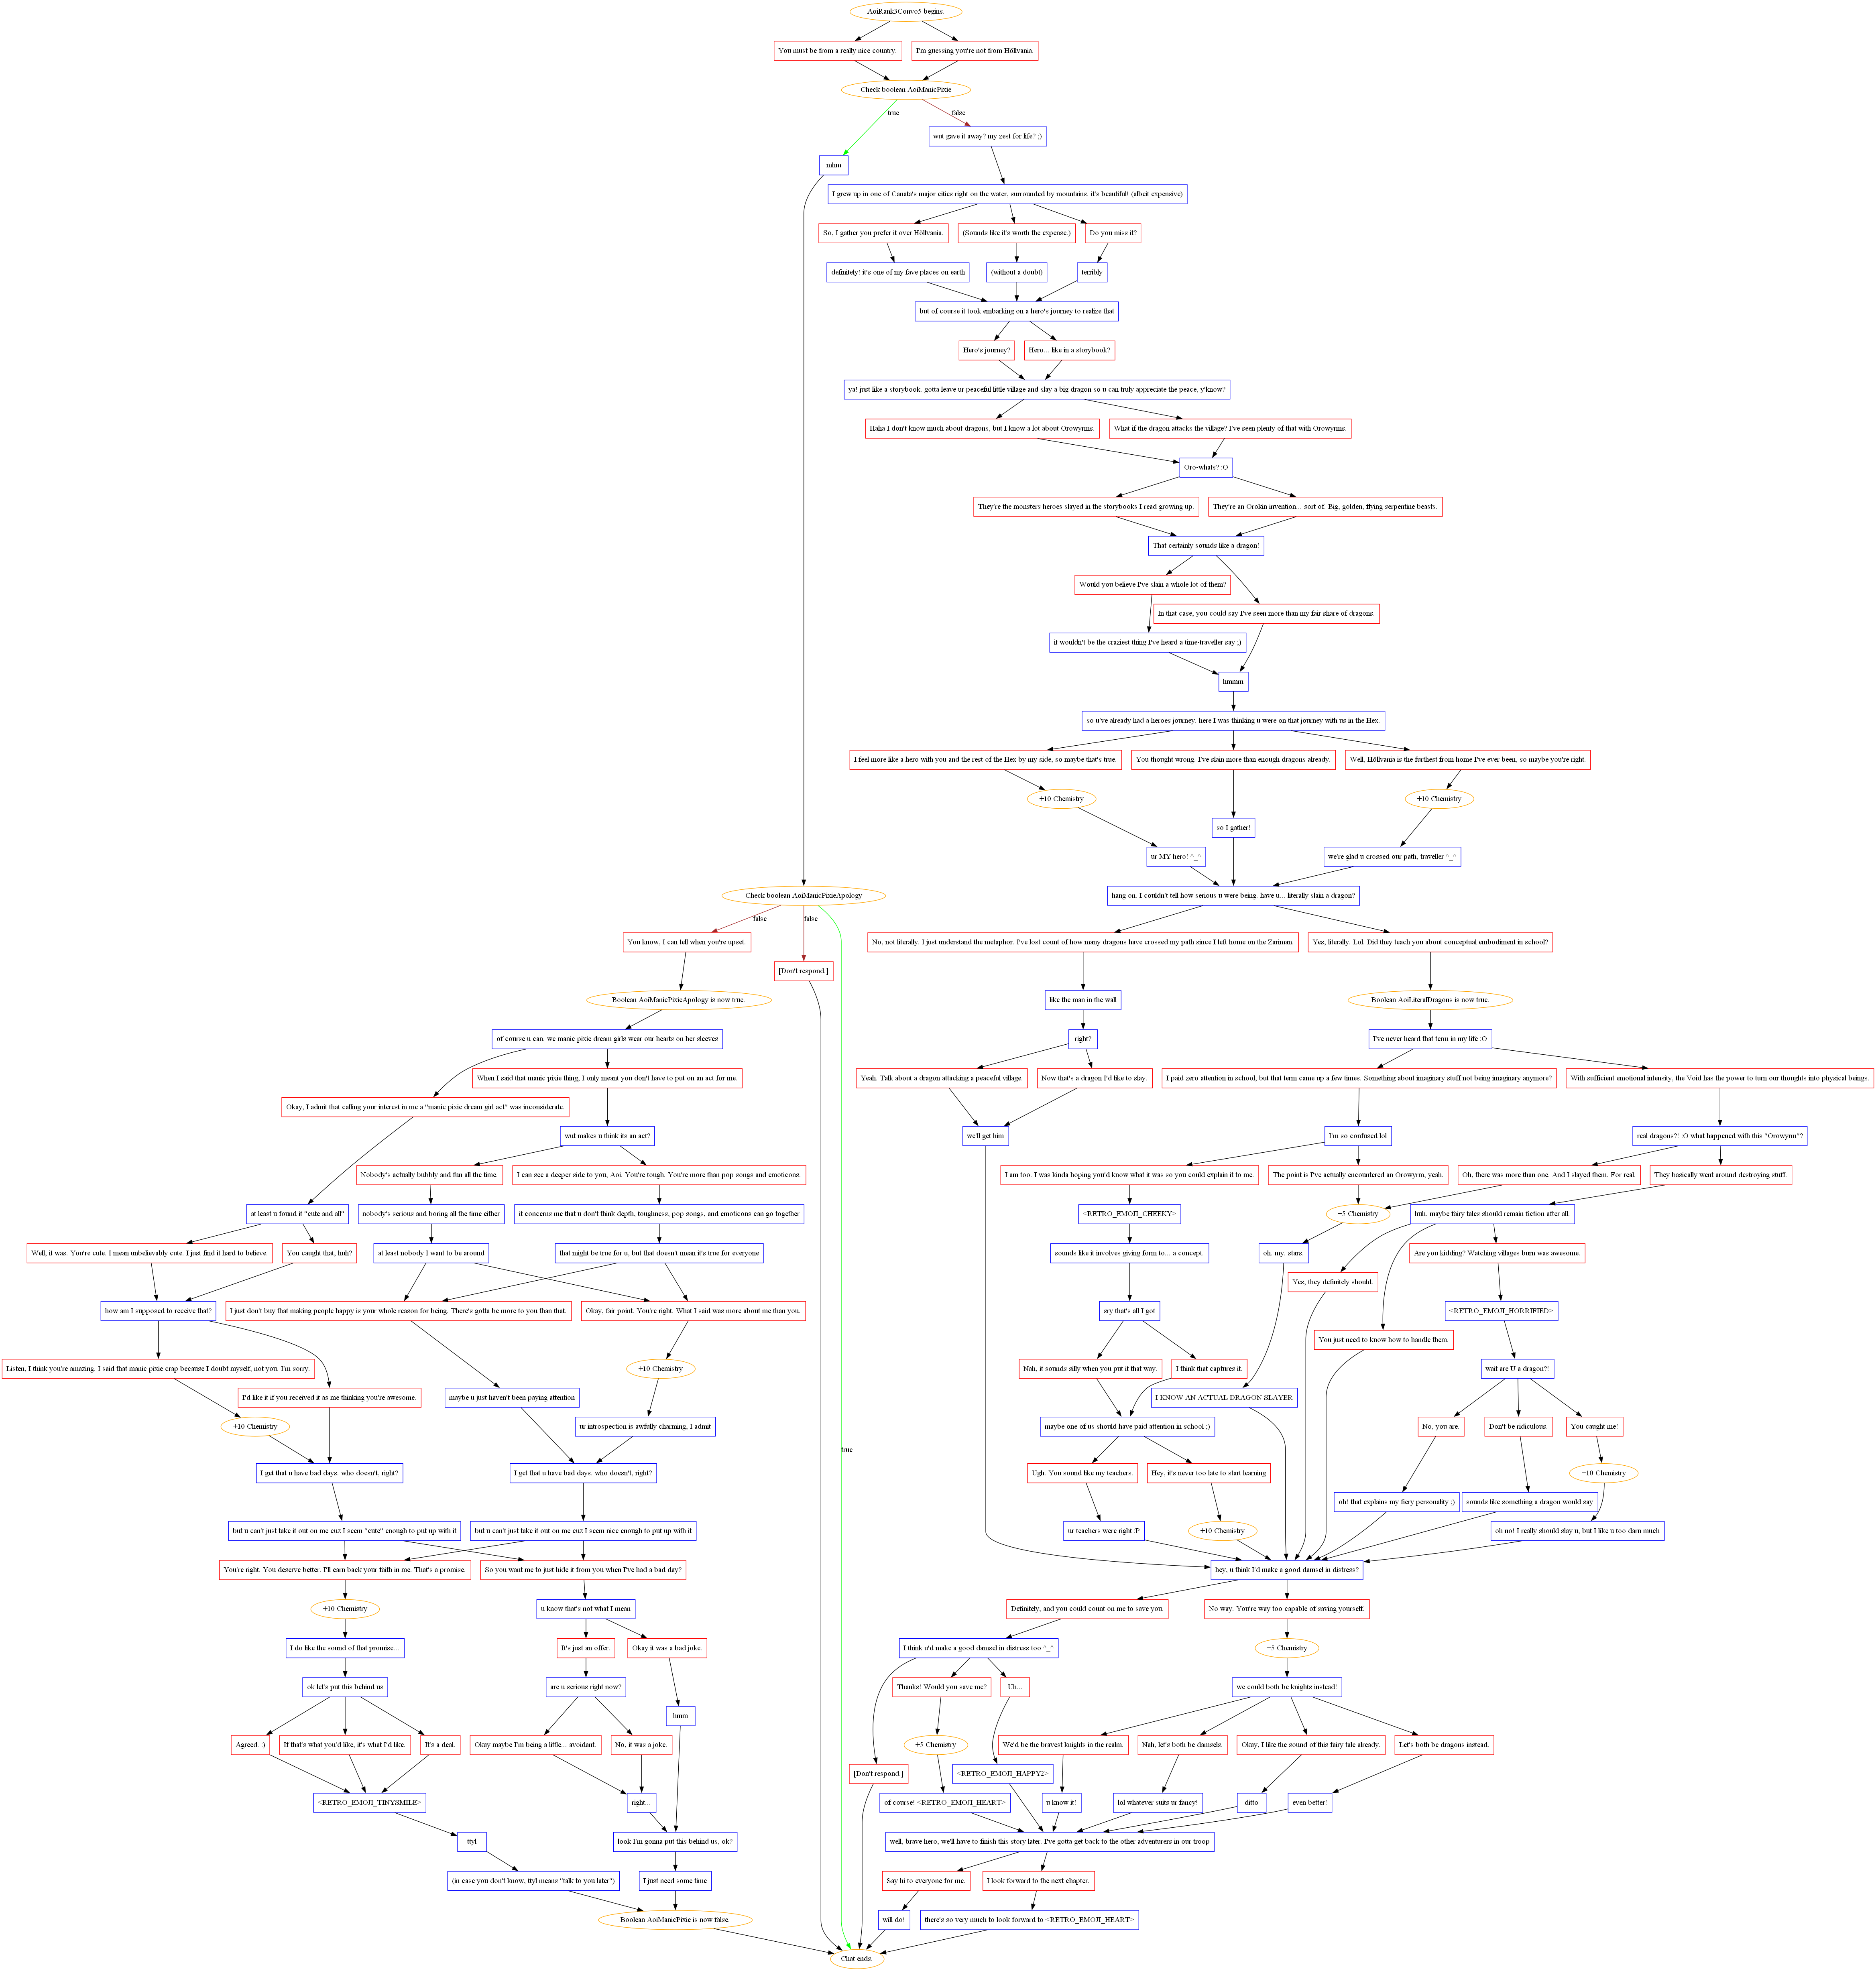 AoiRank3Convo5 begins.
You must be from a really nice country.
I'm guessing you're not from Höllvania.
Check boolean AoiManicPixie
true
false
wut gave it away? my zest for life? ;)
mhm
I grew up in one of Canata's major cities right on the water, surrounded by mountains. it's beautiful! (albeit expensive)
So, I gather you prefer it over Höllvania.
(Sounds like it's worth the expense.)
Do you miss it?
definitely! it's one of my fave places on earth
(without a doubt)
terribly
but of course it took embarking on a hero's journey to realize that
Hero's journey?
Hero... like in a storybook?
ya! just like a storybook. gotta leave ur peaceful little village and slay a big dragon so u can truly appreciate the peace, y'know?
Haha I don't know much about dragons, but I know a lot about Orowyrms.
What if the dragon attacks the village? I've seen plenty of that with Orowyrms.
Oro-whats? :O
They're the monsters heroes slayed in the storybooks I read growing up.
They're an Orokin invention... sort of. Big, golden, flying serpentine beasts.
That certainly sounds like a dragon!
Would you believe I've slain a whole lot of them?
In that case, you could say I've seen more than my fair share of dragons.
it wouldn't be the craziest thing I've heard a time-traveller say ;)
hmmm
so u've already had a heroes journey. here I was thinking u were on that journey with us in the Hex.
I feel more like a hero with you and the rest of the Hex by my side, so maybe that's true.
You thought wrong. I've slain more than enough dragons already.
Well, Höllvania is the furthest from home I've ever been, so maybe you're right.
+10 Chemistry
+10 Chemistry
so I gather!
ur MY hero! ^_^
we're glad u crossed our path, traveller ^_^
Check boolean AoiManicPixieApology
hang on. I couldn't tell how serious u were being. have u... literally slain a dragon?
false
false
You know, I can tell when you're upset.
No, not literally. I just understand the metaphor. I've lost count of how many dragons have crossed my path since I left home on the Zariman.
Yes, literally. Lol. Did they teach you about conceptual embodiment in school?
[Don't respond.]
Boolean AoiManicPixieApology is now true.
like the man in the wall
Boolean AoiLiteralDragons is now true.
of course u can. we manic pixie dream girls wear our hearts on her sleeves
right?
I've never heard that term in my life :O
When I said that manic pixie thing, I only meant you don't have to put on an act for me.
Yeah. Talk about a dragon attacking a peaceful village.
Now that's a dragon I'd like to slay.
I paid zero attention in school, but that term came up a few times. Something about imaginary stuff not being imaginary anymore?
With sufficient emotional intensity, the Void has the power to turn our thoughts into physical beings.
Okay, I admit that calling your interest in me a "manic pixie dream girl act" was inconsiderate.
wut makes u think its an act?
we'll get him
I'm so confused lol
real dragons?! :O what happened with this "Orowyrm"?
Nobody's actually bubbly and fun all the time.
I can see a deeper side to you, Aoi. You're tough. You're more than pop songs and emoticons.
I am too. I was kinda hoping you'd know what it was so you could explain it to me.
The point is I've actually encountered an Orowyrm, yeah.
Oh, there was more than one. And I slayed them. For real.
They basically went around destroying stuff.
at least u found it "cute and all"
nobody's serious and boring all the time either
it concerns me that u don't think depth, toughness, pop songs, and emoticons can go together
<RETRO_EMOJI_CHEEKY>
+5 Chemistry
huh. maybe fairy tales should remain fiction after all.
Well, it was. You're cute. I mean unbelievably cute. I just find it hard to believe.
You caught that, huh?
at least nobody I want to be around
that might be true for u, but that doesn't mean it's true for everyone
sounds like it involves giving form to... a concept.
oh. my. stars.
Are you kidding? Watching villages burn was awesome.
Yes, they definitely should.
how am I supposed to receive that?
I just don't buy that making people happy is your whole reason for being. There's gotta be more to you than that.
Okay, fair point. You're right. What I said was more about me than you.
sry that's all I got
<RETRO_EMOJI_HORRIFIED>
You just need to know how to handle them.
Listen, I think you're amazing. I said that manic pixie crap because I doubt myself, not you. I'm sorry.
+10 Chemistry
Nah, it sounds silly when you put it that way.
I think that captures it.
wait are U a dragon?!
I'd like it if you received it as me thinking you're awesome.
maybe u just haven't been paying attention
I KNOW AN ACTUAL DRAGON SLAYER
+10 Chemistry
ur introspection is awfully charming, I admit
maybe one of us should have paid attention in school ;)
No, you are.
Don't be ridiculous.
You caught me!
true
I get that u have bad days. who doesn't, right?
I get that u have bad days. who doesn't, right?
Ugh. You sound like my teachers.
Hey, it's never too late to start learning
+10 Chemistry
oh! that explains my fiery personality ;)
sounds like something a dragon would say
but u can't just take it out on me cuz I seem "cute" enough to put up with it
but u can't just take it out on me cuz I seem nice enough to put up with it
ur teachers were right :P
+10 Chemistry
oh no! I really should slay u, but I like u too darn much
You're right. You deserve better. I'll earn back your faith in me. That's a promise.
So you want me to just hide it from you when I've had a bad day?
hey, u think I'd make a good damsel in distress?
+10 Chemistry
u know that's not what I mean
Definitely, and you could count on me to save you.
No way. You're way too capable of saving yourself.
I do like the sound of that promise...
It's just an offer.
Okay it was a bad joke.
I think u'd make a good damsel in distress too ^_^
+5 Chemistry
ok let's put this behind us
are u serious right now?
Thanks! Would you save me?
Uh...
we could both be knights instead!
hmm
Agreed. :)
If that's what you'd like, it's what I'd like.
It's a deal.
Okay maybe I'm being a little... avoidant.
No, it was a joke.
+5 Chemistry
We'd be the bravest knights in the realm.
Nah, let's both be damsels.
Okay, I like the sound of this fairy tale already.
Let's both be dragons instead.
[Don't respond.]
<RETRO_EMOJI_HAPPY2>
<RETRO_EMOJI_TINYSMILE>
right...
of course! <RETRO_EMOJI_HEART>
u know it!
lol whatever suits ur fancy!
ditto
even better!
ttyl
look I'm gonna put this behind us, ok?
well, brave hero, we'll have to finish this story later. I've gotta get back to the other adventurers in our troop
(in case you don't know, ttyl means "talk to you later")
I just need some time
Say hi to everyone for me.
I look forward to the next chapter.
Boolean AoiManicPixie is now false.
will do!
there's so very much to look forward to <RETRO_EMOJI_HEART>
Chat ends.